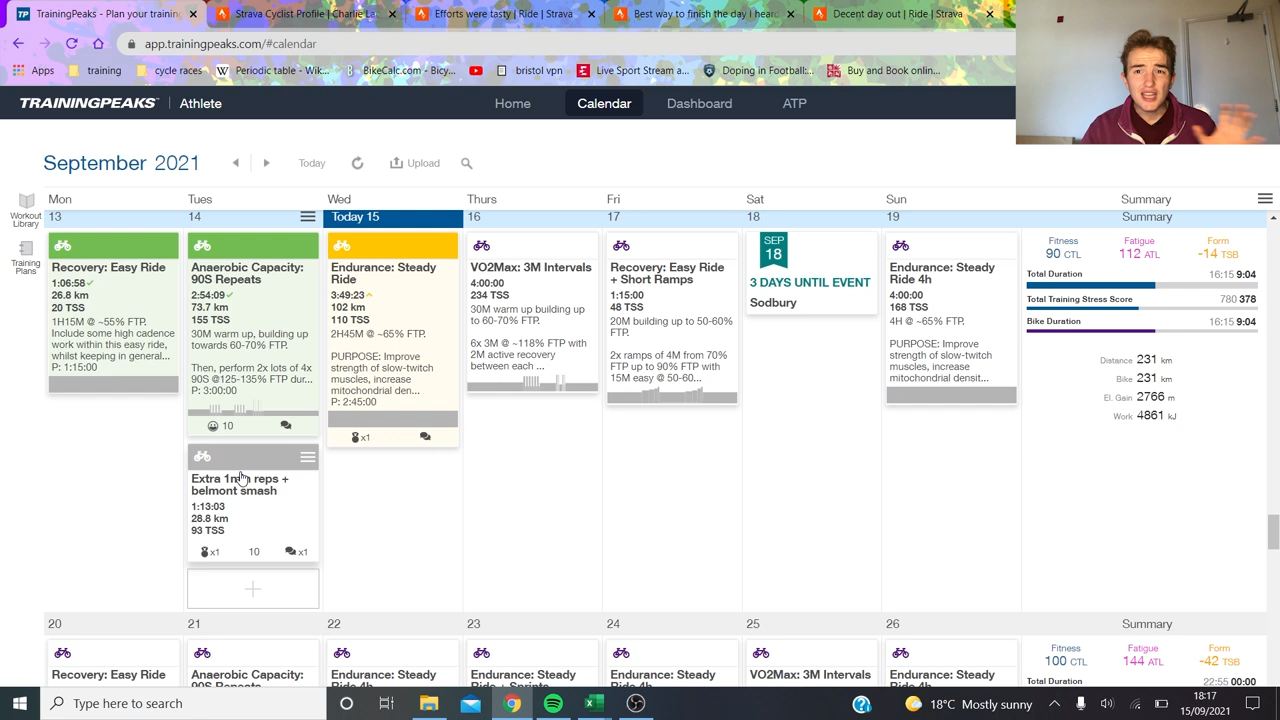 TrainingPeaks - Plan your training
Strava Cyclist Profile | Charlie La
Efforts were tasty | Ride | Strava
Best way to finish the day I heard
Decent day out | Ride | Strava
app.trainingpeaks.com/#calendar
Apps
training
cycle races
Periodic table - Wik...
BikeCalc.com - Bicy...
bristol vpn
Live Sport Stream a...
Doping in Football:...
Buy and Book onlin...
TRAININGPEAKS Athlete
Home
Calendar
Dashboard
ATP
September 2021
Today
Upload
Workout
Library
Training
Plans
Mon Tues Wed Thurs Fri Sat Sun Summary
13 14 Today 15 16 17 18 19 Summary
Recovery: Easy Ride
1:06:58
26.8 km
20 TSS
1H15M @ ~55% FTP.
Include some high cadence
work within this easy ride,
whilst keeping in general...
P: 1:15:00
Anaerobic Capacity:
90S Repeats
2:54:09
73.7 km
155 TSS
30M warm up, building up
towards 60-70% FTP.
Then, perform 2x lots of 4x
90S @125-135% FTP dur...
P: 3:00:00
10
Extra 1min reps +
belmont smash
1:13:03
28.8 km
93 TSS
x1 10 x1
Endurance: Steady
Ride
3:49:23
102 km
110 TSS
2H45M @ ~65% FTP.
PURPOSE: Improve
strength of slow-twitch
muscles, increase
mitochondrial den...
P: 2:45:00
x1
VO2Max: 3M Intervals
4:00:00
234 TSS
30M warm up building up
to 60-70% FTP.
6x 3M @ ~118% FTP with
2M active recovery
between each ...
Recovery: Easy Ride
+ Short Ramps
1:15:00
48 TSS
20M building up to 50-60%
FTP.
2x ramps of 4M from 70%
FTP up to 90% FTP with
15M easy @ 50-60...
SEP
18
3 DAYS UNTIL EVENT
Sodbury
Endurance: Steady
Ride 4h
4:00:00
168 TSS
4H @ ~65% FTP.
PURPOSE: Improve
strength of slow-twitch
muscles, increase
mitochondrial densit...
Fitness Fatigue Form
90 CTL 112 ATL -14 TSB
Total Duration 16:15 9:04
Total Training Stress Score 780 378
Bike Duration 16:15 9:04
Distance 231 km
Bike 231 km
El. Gain 2766 m
Work 4861 kJ
20 21 22 23 24 25 26 Summary
Recovery: Easy Ride
Anaerobic Capacity:
90S Repeats
Endurance: Steady
Ride 4h
Endurance: Steady
Ride + Sprints
Endurance: Steady
Ride 4h
VO2Max: 3M Intervals
Endurance: Steady
Ride 4h
Fitness Fatigue Form
100 CTL 144 ATL -42 TSB
Total Duration 22:55 00:00
Type here to search
18°C Mostly sunny
18:17
15/09/2021